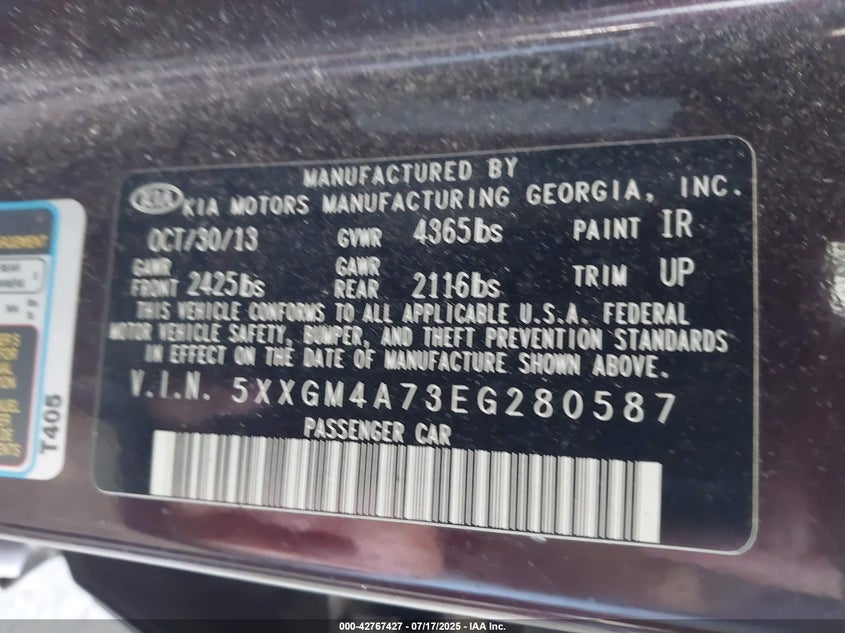 MANUFACTURED BY
KIA KIA MOTORS MANUFACTURING GEORGIA, INC.
OCT/30/13 GVWR 4365lbs PAINT IR
GAWR FRONT 2425lbs GAWR REAR 2116lbs TRIM UP
THIS VEHICLE CONFORMS TO ALL APPLICABLE U.S.A. FEDERAL
MOTOR VEHICLE SAFETY, BUMPER, AND THEFT PREVENTION STANDARDS
IN EFFECT ON THE DATE OF MANUFACTURE SHOWN ABOVE.
V.I.N. 5XXGM4A73EG280587
PASSENGER CAR
T405
000-42767427 - 07/17/2025 - IAA Inc.